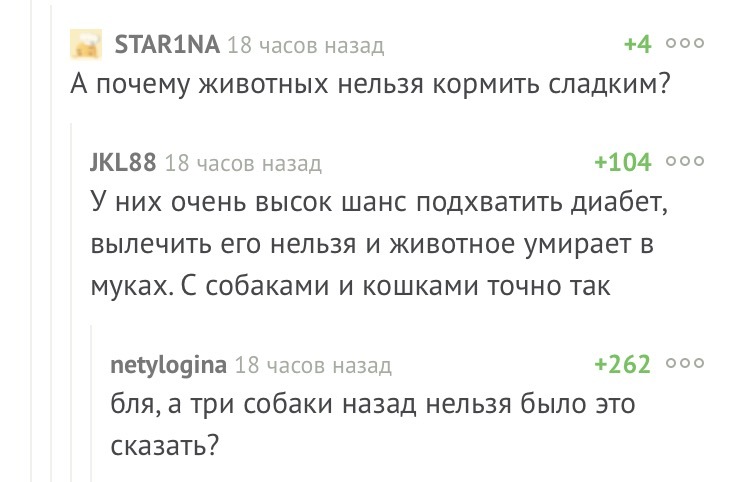 STAR1NA 18 часов назад +4
А почему животных нельзя кормить сладким?
JKL88 18 часов назад +104
У них очень высок шанс подхватить диабет,
вылечить его нельзя и животное умирает в
муках. С собаками и кошками точно так
netylogina 18 часов назад +262
бля, а три собаки назад нельзя было это
сказать?